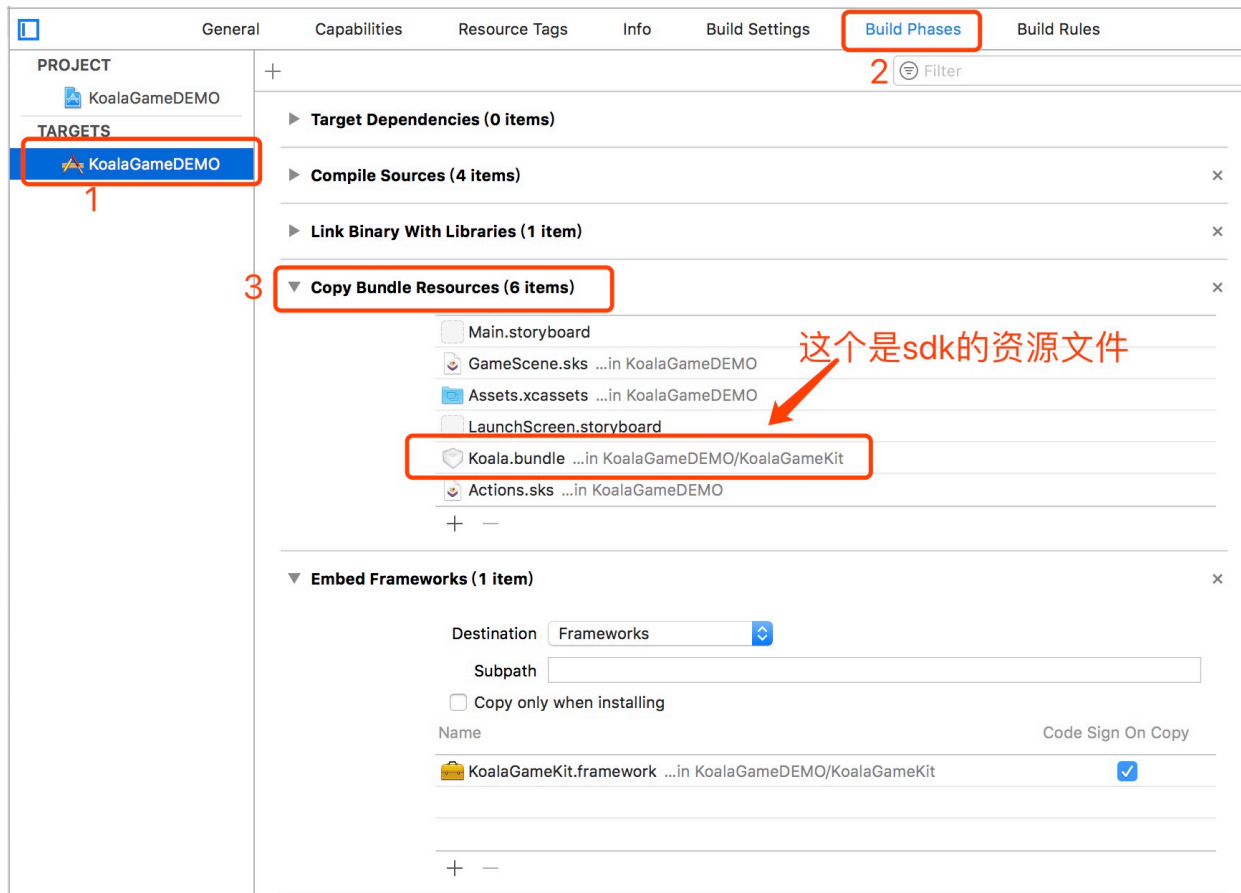 General Capabilities Resource Tags Info Build Settings Build Phases Build Rules
PROJECT
2 Filter
KoalaGameDEMO
TARGETS
Target Dependencies (0 items)
KoalaGameDEMO
1
Compile Sources (4 items)
Link Binary With Libraries (1 item)
3 Copy Bundle Resources (6 items)
Main.storyboard
这个是sdk的资源文件
GameScene.sks ...in KoalaGameDEMO
Assets.xcassets ...in KoalaGameDEMO
LaunchScreen.storyboard
Koala.bundle ...in KoalaGameDEMO/KoalaGameKit
Actions.sks ...in KoalaGameDEMO
Embed Frameworks (1 item)
Destination Frameworks
Subpath
Copy only when installing
Name Code Sign On Copy
KoalaGameKit.framework ...in KoalaGameDEMO/KoalaGameKit